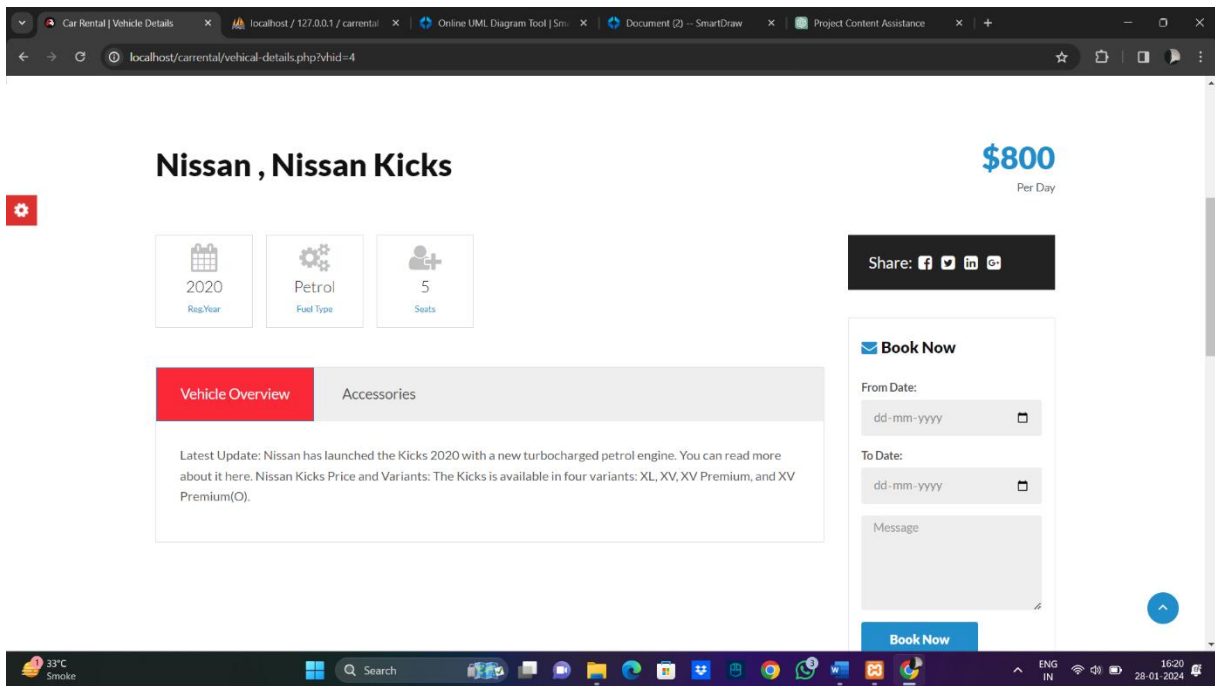 Car Rental | Vehicle Details
localhost / 127.0.0.1 / carrental
Online UML Diagram Tool | Sma
Document (2) -- SmartDraw
Project Content Assistance
localhost/carrental/vehical-details.php?vhid=4
Nissan , Nissan Kicks
$800
Per Day
2020
Reg.Year
Petrol
Fuel Type
5
Seats
Share:
Book Now
Vehicle Overview
Accessories
Latest Update: Nissan has launched the Kicks 2020 with a new turbocharged petrol engine. You can read more
about it here. Nissan Kicks Price and Variants: The Kicks is available in four variants: XL, XV, XV Premium, and XV
Premium(O).
From Date:
dd-mm-yyyy
To Date:
dd-mm-yyyy
Message
Book Now
1
33°C
Smoke
Search
3
ENG
IN
16:20
28-01-2024